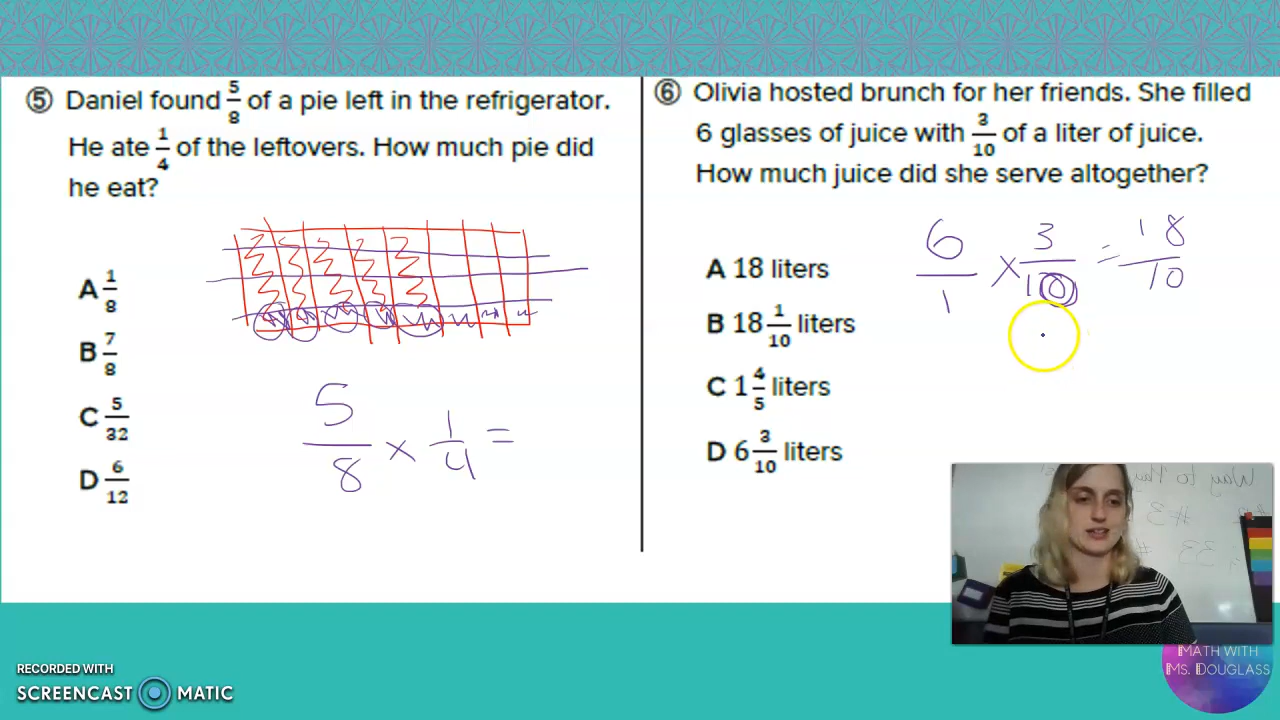 ⑤ Daniel found 5/8 of a pie left in the refrigerator.
He ate 1/4 of the leftovers. How much pie did
he eat?
A 1/8
B 7/8
C 5/32
D 6/12
5/8 × 1/4 =
⑥ Olivia hosted brunch for her friends. She filled
6 glasses of juice with 3/10 of a liter of juice.
How much juice did she serve altogether?
6/1 × 3/10 = 18/10
A 18 liters
B 18 1/10 liters
C 1 4/5 liters
D 6 3/10 liters
Way to
#3
33
RECORDED WITH
SCREENCAST MATIC
MATH WITH
MS. DOUGLASS